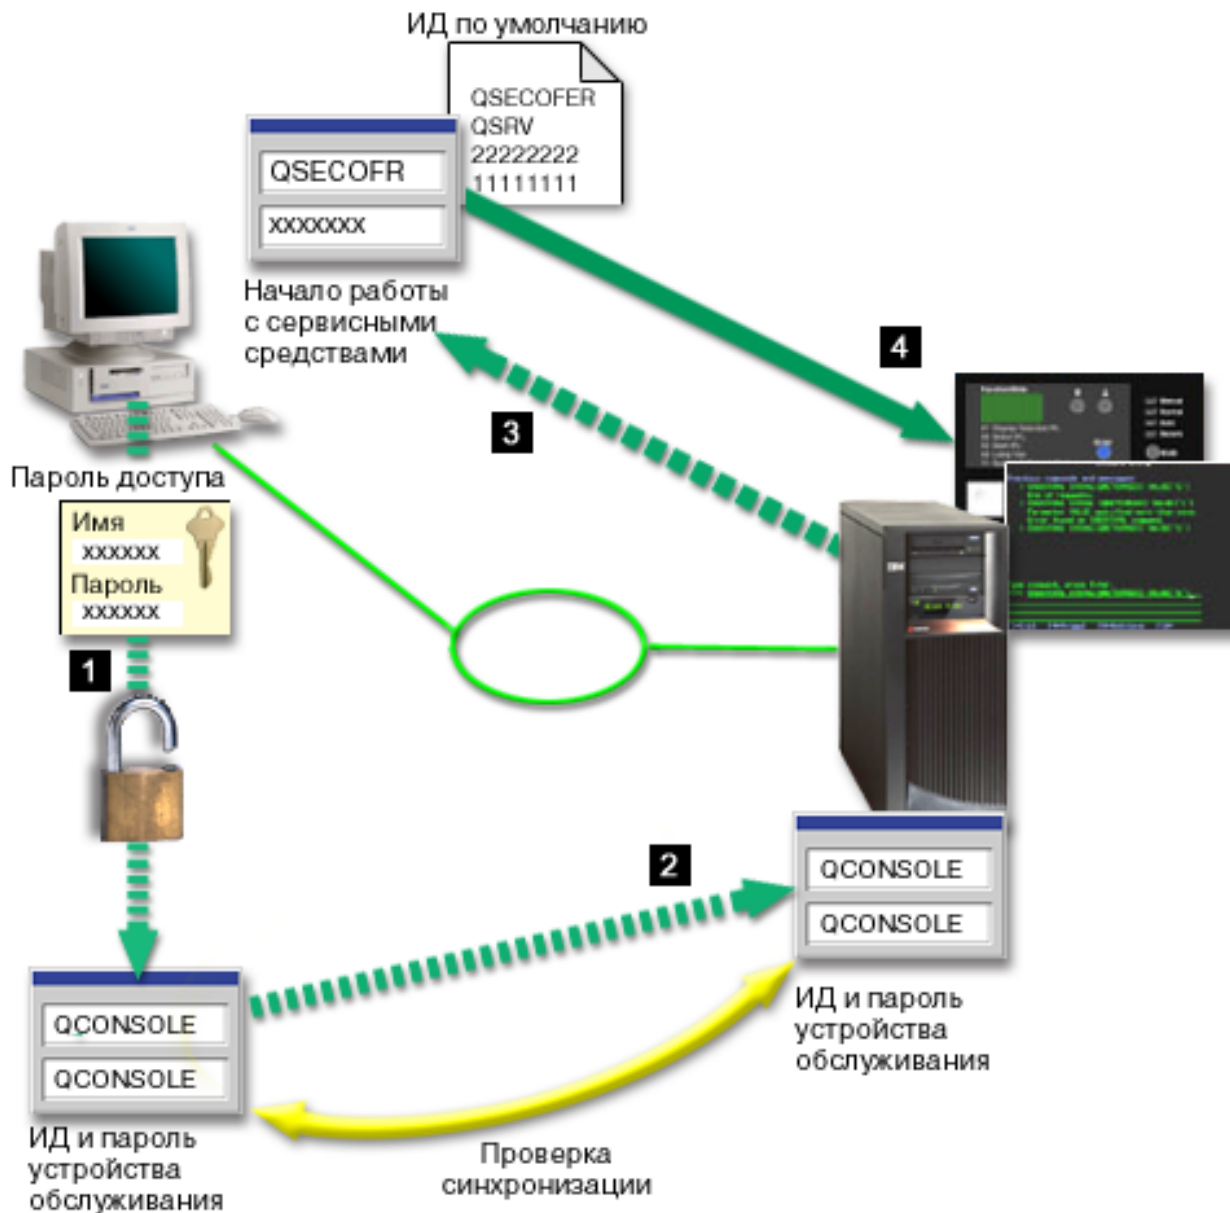 ИД по умолчанию
QSECOFER
QSRV
22222222
11111111
QSECOFR
xxxxxxx
Начало работы
с сервисными
средствами
4
3
Пароль доступа
Имя
xxxxxx
Пароль
xxxxxx
1
IBM
2
QCONSOLE
QCONSOLE
ИД и пароль
устройства
обслуживания
QCONSOLE
QCONSOLE
ИД и пароль
устройства
обслуживания
Проверка
синхронизации